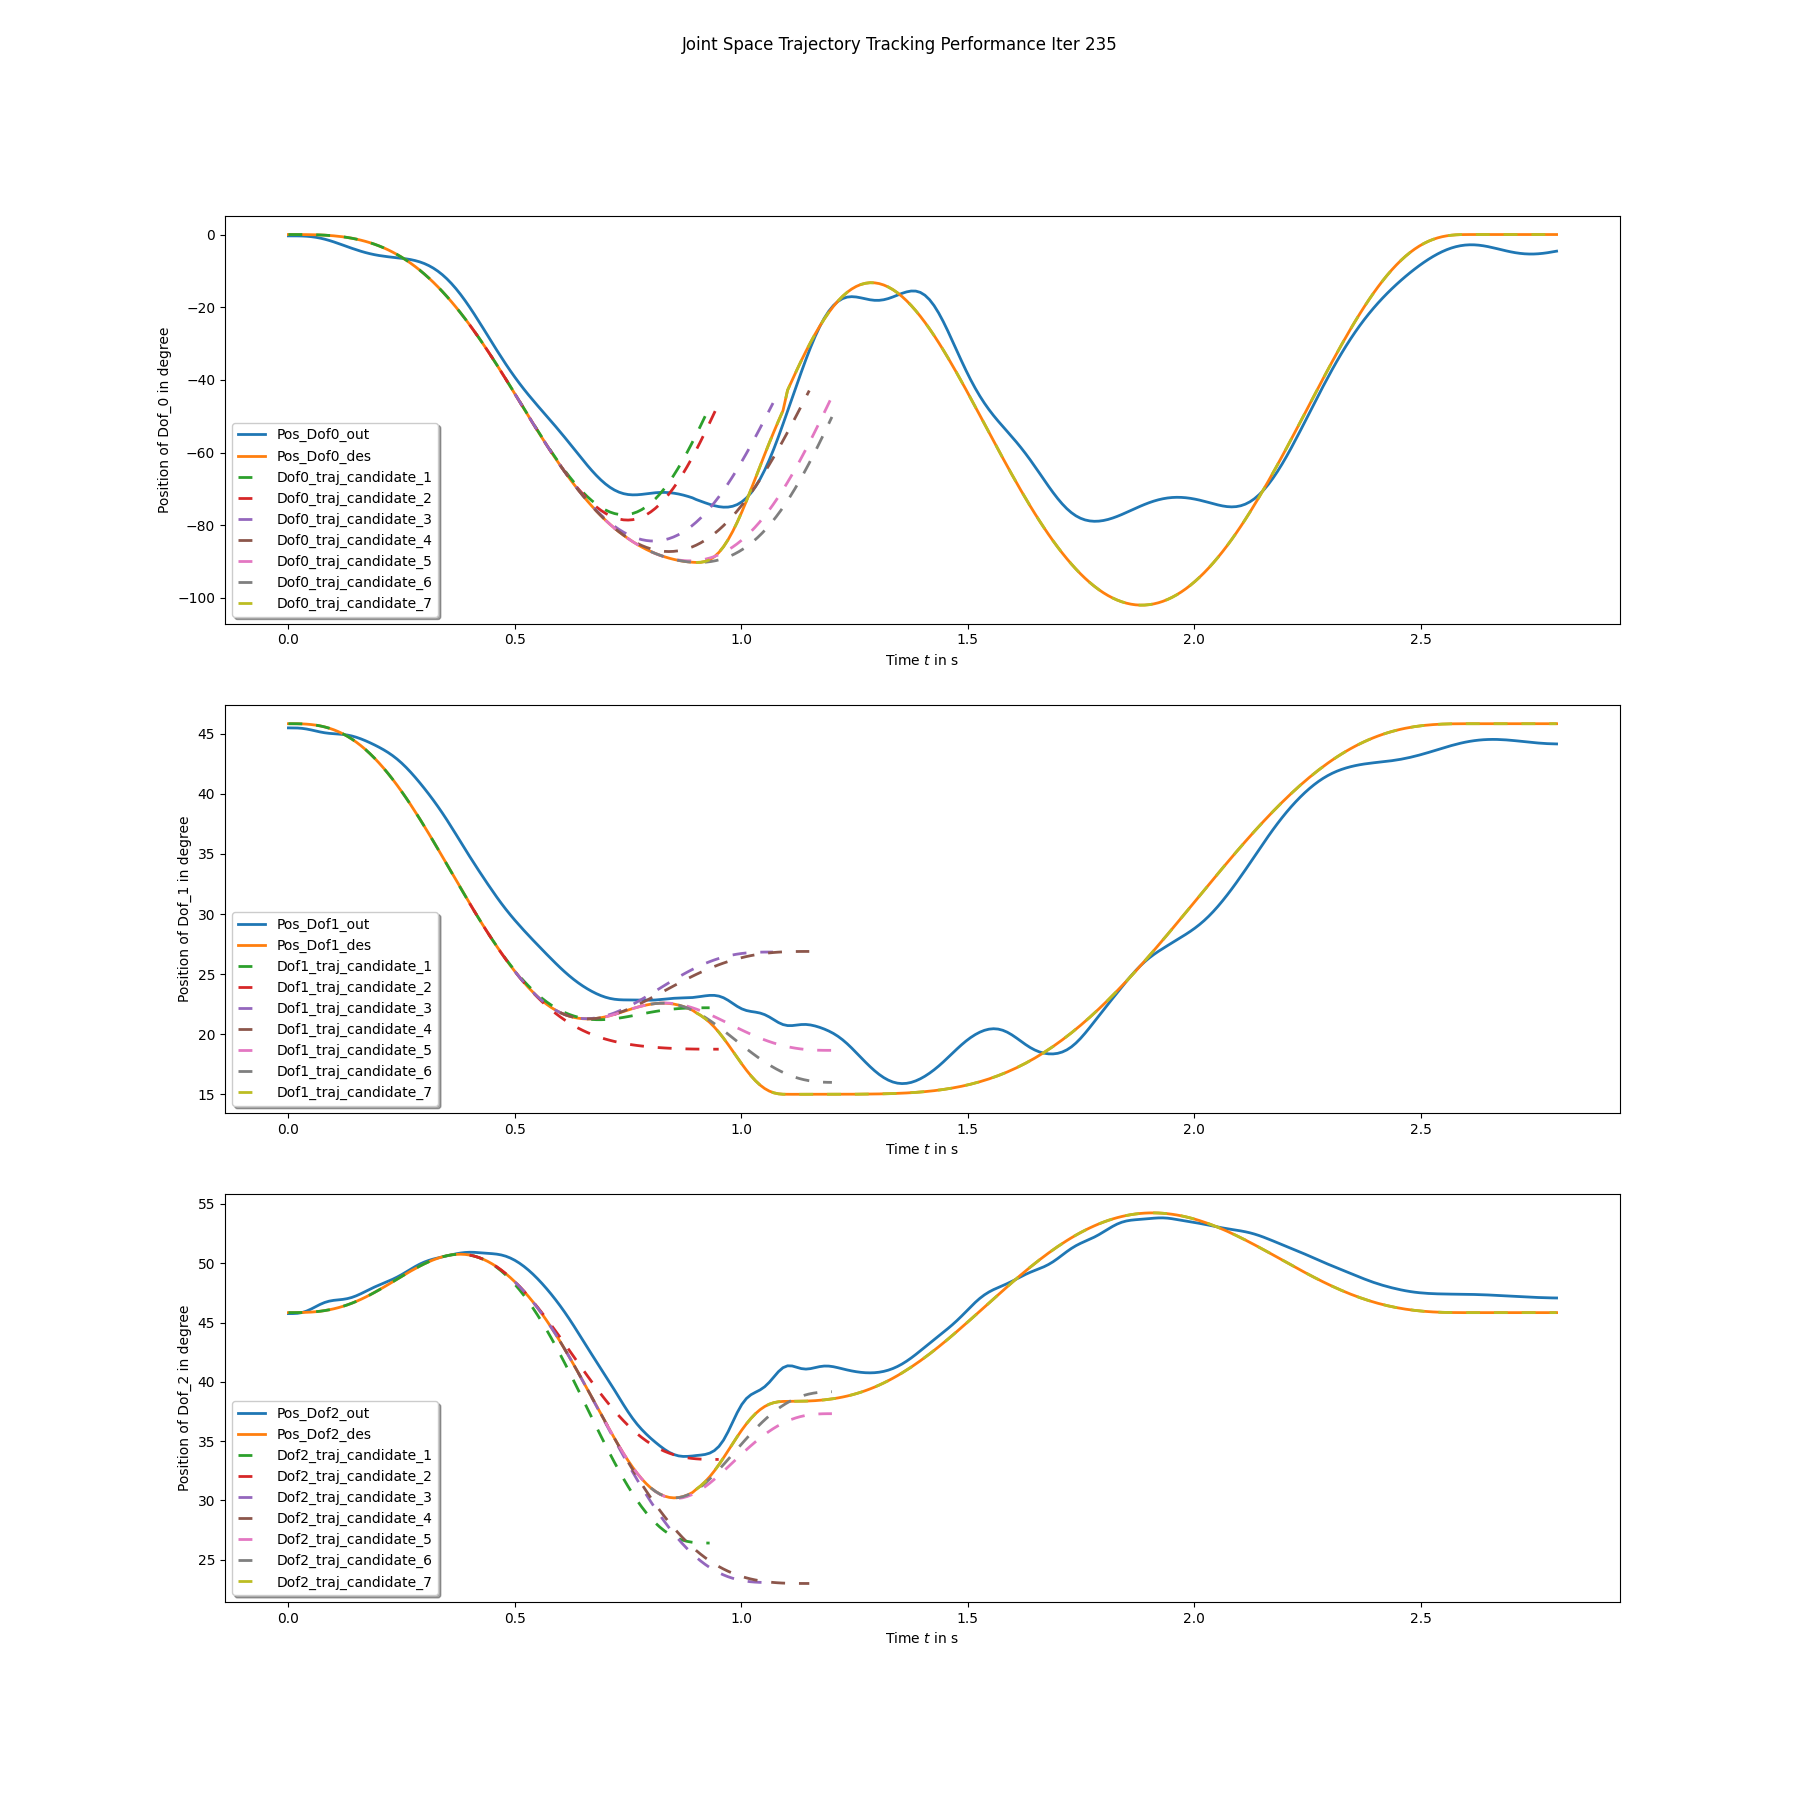 Joint Space Trajectory Tracking Performance Iter 235
Position of Dof_0 in degree
0
−20
−40
−60
−80
−100
Pos_Dof0_out
Pos_Dof0_des
Dof0_traj_candidate_1
Dof0_traj_candidate_2
Dof0_traj_candidate_3
Dof0_traj_candidate_4
Dof0_traj_candidate_5
Dof0_traj_candidate_6
Dof0_traj_candidate_7
0.0 0.5 1.0 1.5 2.0 2.5
Time t in s
Position of Dof_1 in degree
45
40
35
30
25
20
15
Pos_Dof1_out
Pos_Dof1_des
Dof1_traj_candidate_1
Dof1_traj_candidate_2
Dof1_traj_candidate_3
Dof1_traj_candidate_4
Dof1_traj_candidate_5
Dof1_traj_candidate_6
Dof1_traj_candidate_7
0.0 0.5 1.0 1.5 2.0 2.5
Time t in s
Position of Dof_2 in degree
55
50
45
40
35
30
25
Pos_Dof2_out
Pos_Dof2_des
Dof2_traj_candidate_1
Dof2_traj_candidate_2
Dof2_traj_candidate_3
Dof2_traj_candidate_4
Dof2_traj_candidate_5
Dof2_traj_candidate_6
Dof2_traj_candidate_7
0.0 0.5 1.0 1.5 2.0 2.5
Time t in s